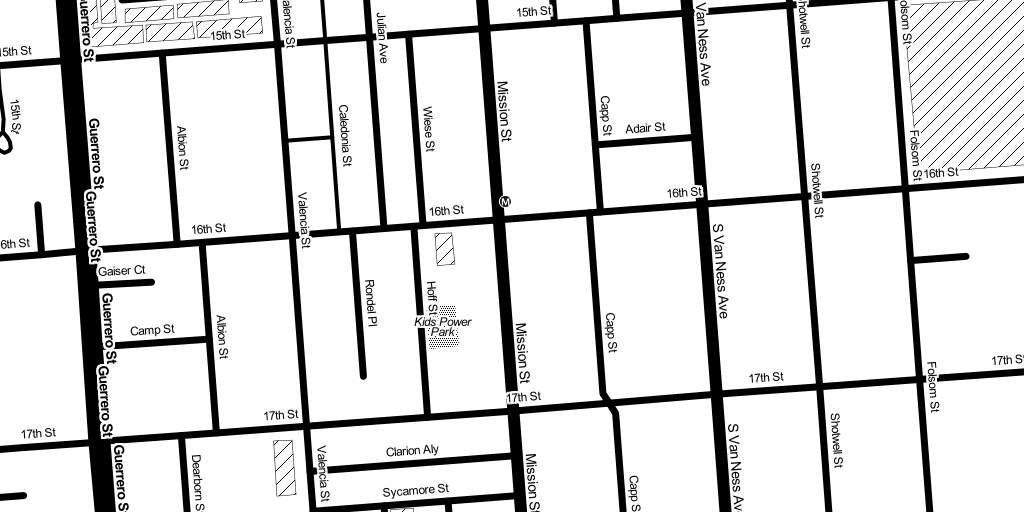 Guerrero St
Valencia St
Julian Ave
15th St
15th St
15th St
S Van Ness Ave
Shotwell St
Folsom St
15th St
Guerrero St
Albion St
Caledonia St
Wiese St
Mission St
Capp St
Adair St
Folsom St
16th St
Guerrero St
Valencia St
16th St
16th St
16th St
M
16th St
Shotwell St
Gaiser Ct
Guerrero St
Camp St
Albion St
Rondel Pl
Hoff St
Kids Power
Park
Mission St
Capp St
S Van Ness Ave
17th St
17th St
Folsom St
Guerrero St
17th St
17th St
17th St
Shotwell St
Guerrero S
Dearborn S
Valencia St
Clarion Aly
Sycamore St
Mission St
Capp S
S Van Ness Av